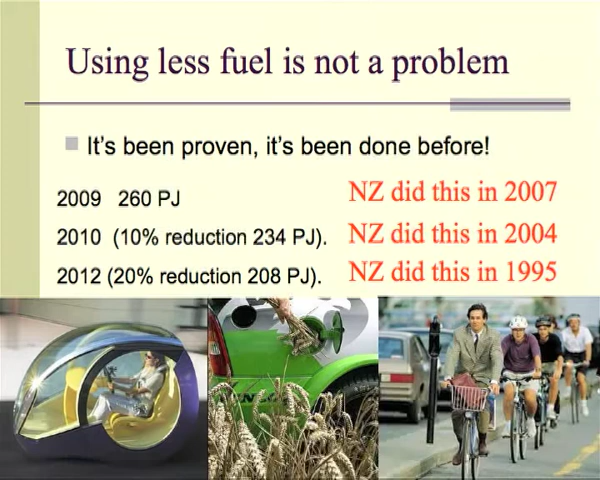 Using less fuel is not a problem
It's been proven, it's been done before!
2009 260 PJ NZ did this in 2007
2010 (10% reduction 234 PJ). NZ did this in 2004
2012 (20% reduction 208 PJ). NZ did this in 1995